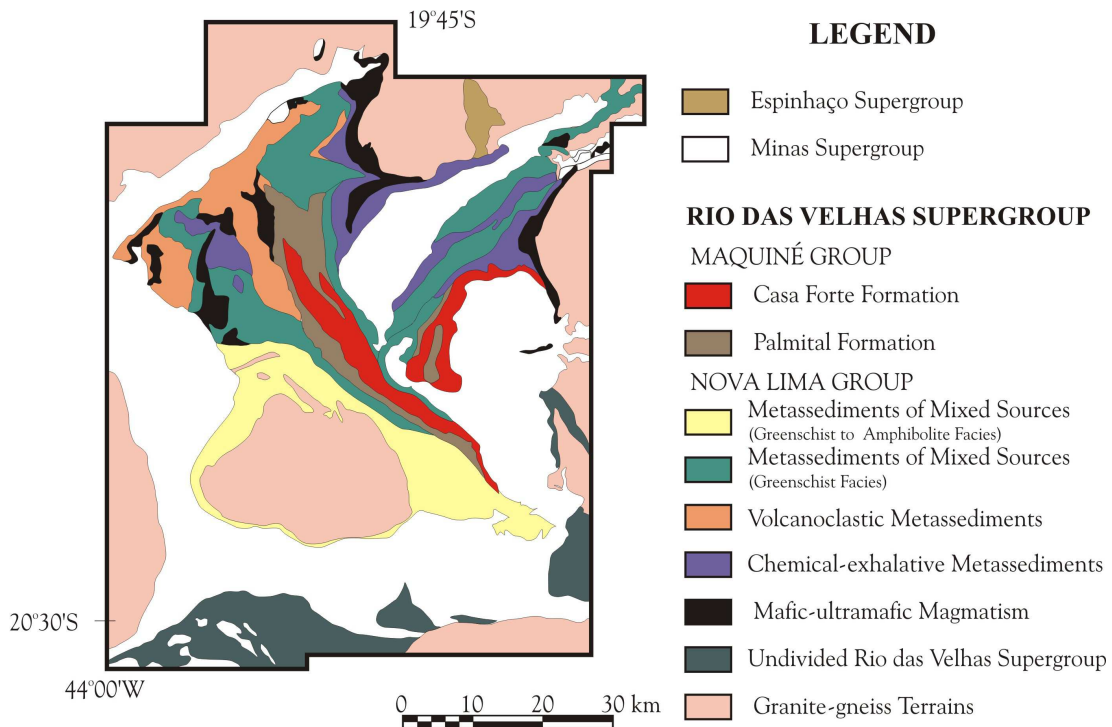 19°45'S
LEGEND
Espinhaço Supergroup
Minas Supergroup
RIO DAS VELHAS SUPERGROUP
MAQUINÉ GROUP
Casa Forte Formation
Palmital Formation
NOVA LIMA GROUP
Metassediments of Mixed Sources
(Greenschist to Amphibolite Facies)
Metassediments of Mixed Sources
(Greenschist Facies)
Volcanoclastic Metassediments
Chemical-exhalative Metassediments
Mafic-ultramafic Magmatism
Undivided Rio das Velhas Supergroup
Granite-gneiss Terrains
20°30'S
44°00'W
0 10 20 30 km